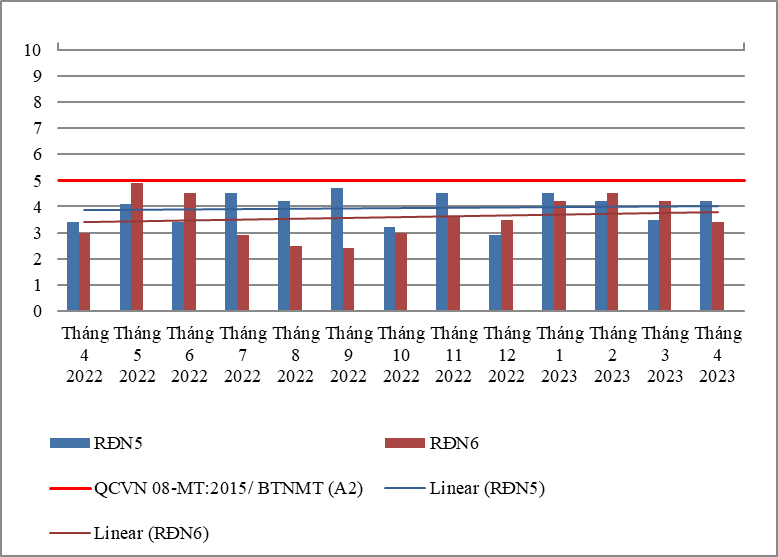 10
9
8
7
6
5
4
3
2
1
0
Tháng Tháng Tháng Tháng Tháng Tháng Tháng Tháng Tháng Tháng Tháng Tháng Tháng
4 5 6 7 8 9 10 11 12 1 2 3 4
2022 2022 2022 2022 2022 2022 2022 2022 2022 2023 2023 2023 2023
RĐN5 RĐN6
QCVN 08-MT:2015/ BTNMT (A2) Linear (RĐN5)
Linear (RĐN6)